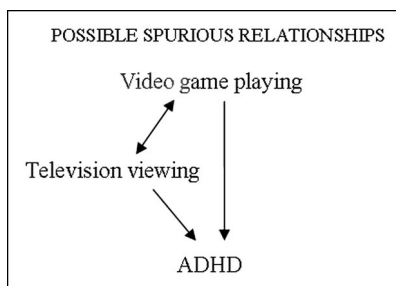 POSSIBLE SPURIOUS RELATIONSHIPS
Video game playing
Television viewing
ADHD